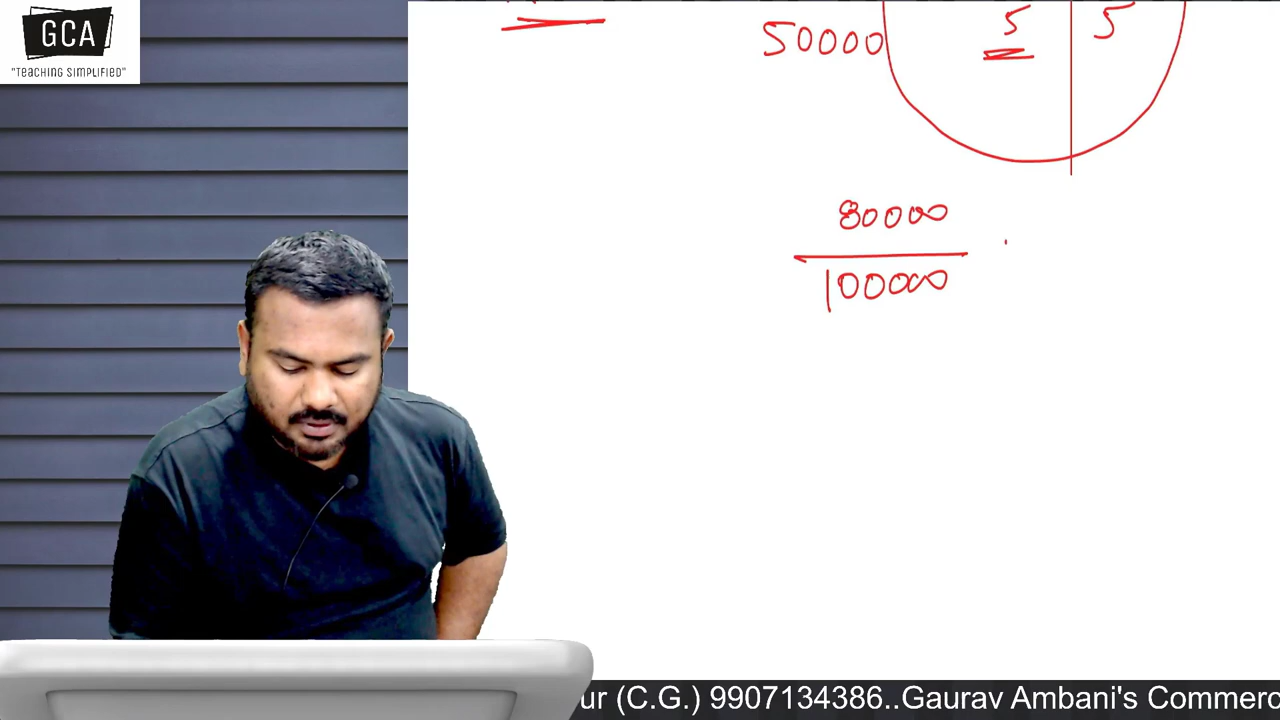 GCA
"Teaching Simplified"
50000
5
5
80000
100000
ur (C.G.) 9907134386..Gaurav Ambani's Commerc